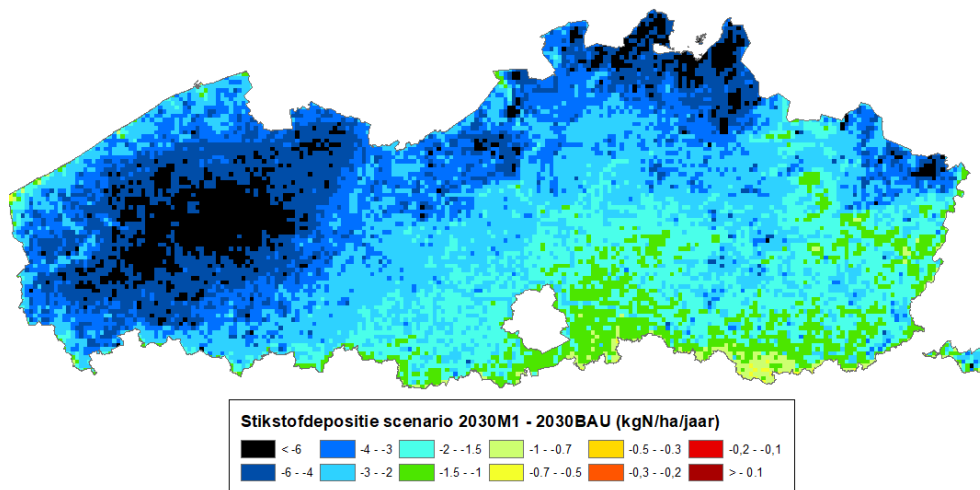 Stikstofdepositie scenario 2030M1 - 2030BAU (kgN/ha/jaar)
< -6 -4 - -3 -2 - -1.5 -1 - -0.7 -0.5 - -0.3 -0,2 - -0,1
-6 - -4 -3 - -2 -1.5 - -1 -0.7 - -0.5 -0,3 - -0,2 > - 0.1